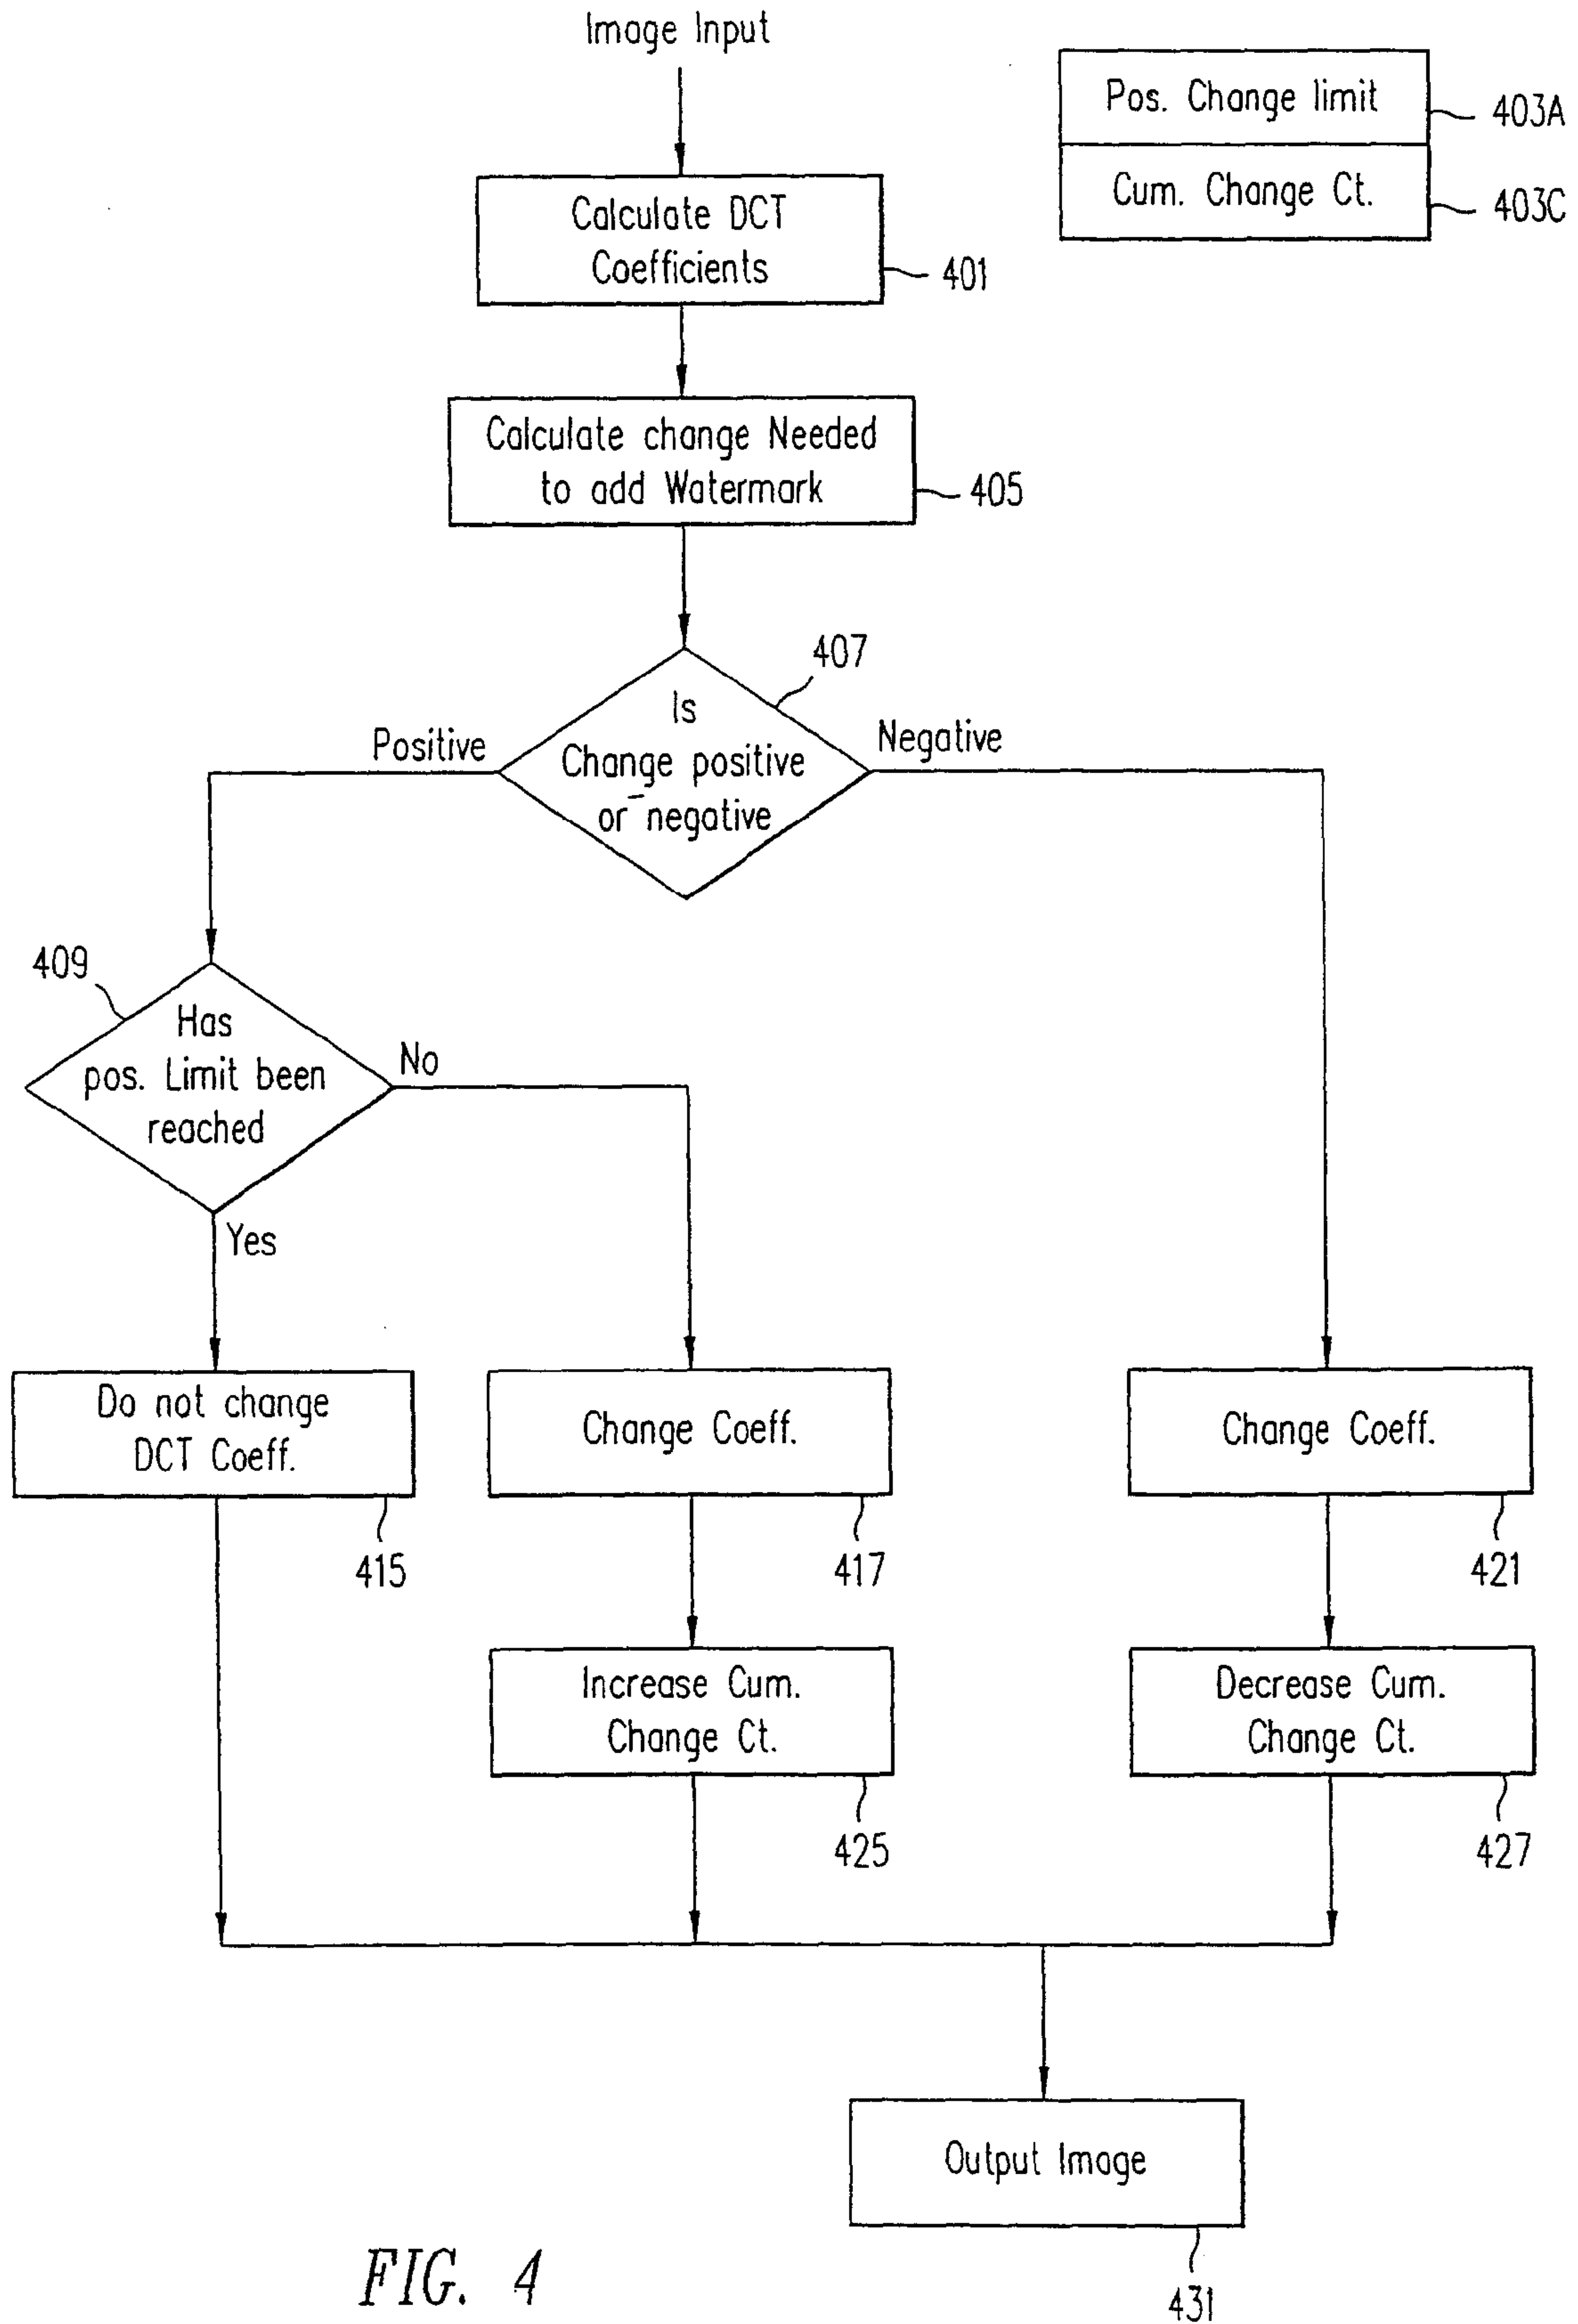 Image Input
Pos. Change limit
403A
Cum. Change Ct.
403C
Calculate DCT
Coefficients
401
Calculate change Needed
to add Watermark
405
407
Is
Change positive
or negative
Positive
Negative
409
Has
pos. Limit been
reached
No
Yes
Do not change
DCT Coeff.
415
Change Coeff.
417
Change Coeff.
421
Increase Cum.
Change Ct.
425
Decrease Cum.
Change Ct.
427
Output Image
431
FIG. 4